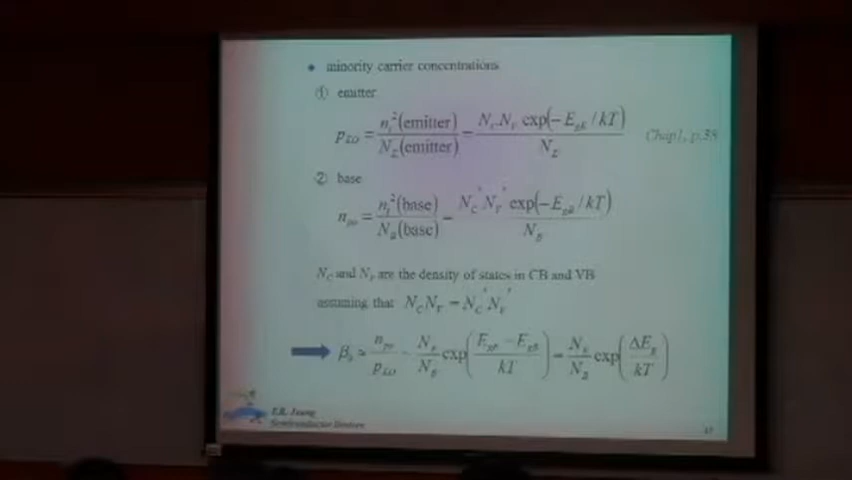 • minority carrier concentrations
① emitter
p_EO = n_i²(emitter) / N_E(emitter) = N_C N_V exp(−E_gE / kT) / N_E
Chap1, p.38
② base
n_po = n_i²(base) / N_B(base) = N_C' N_V' exp(−E_gB / kT) / N_B
N_C and N_V are the density of states in CB and VB
assuming that N_C N_V = N_C' N_V'
β_0 ≈ n_po / p_EO = N_E / N_B exp((E_gE − E_gB) / kT) = N_E / N_B exp(ΔE_g / kT)
Semiconductor Devices